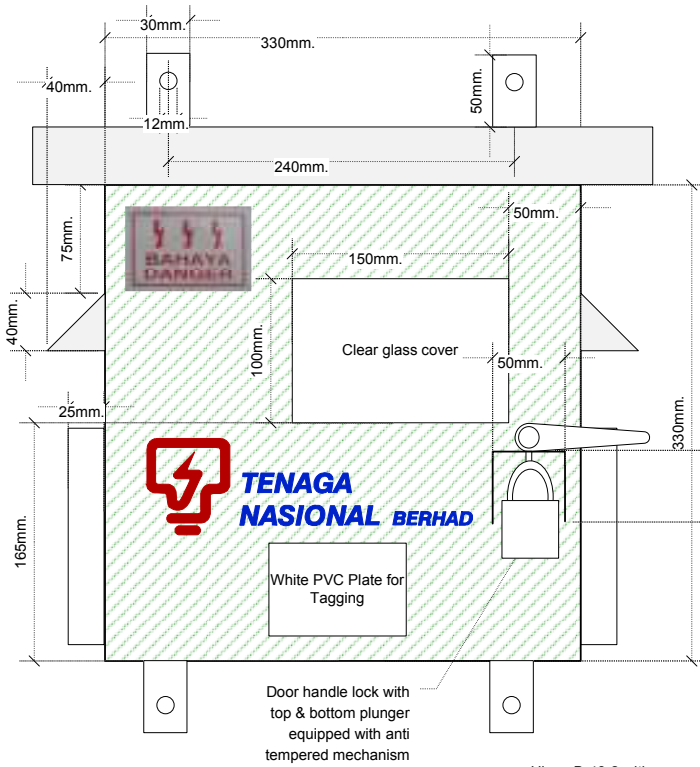 30mm.
330mm.
40mm.
50mm.
12mm.
240mm.
50mm.
75mm.
BAHAYA
DANGER
150mm.
40mm.
100mm.
Clear glass cover
50mm.
25mm.
330mm.
TENAGA
NASIONAL BERHAD
165mm.
White PVC Plate for
Tagging
Door handle lock with
top & bottom plunger
equipped with anti
tempered mechanism